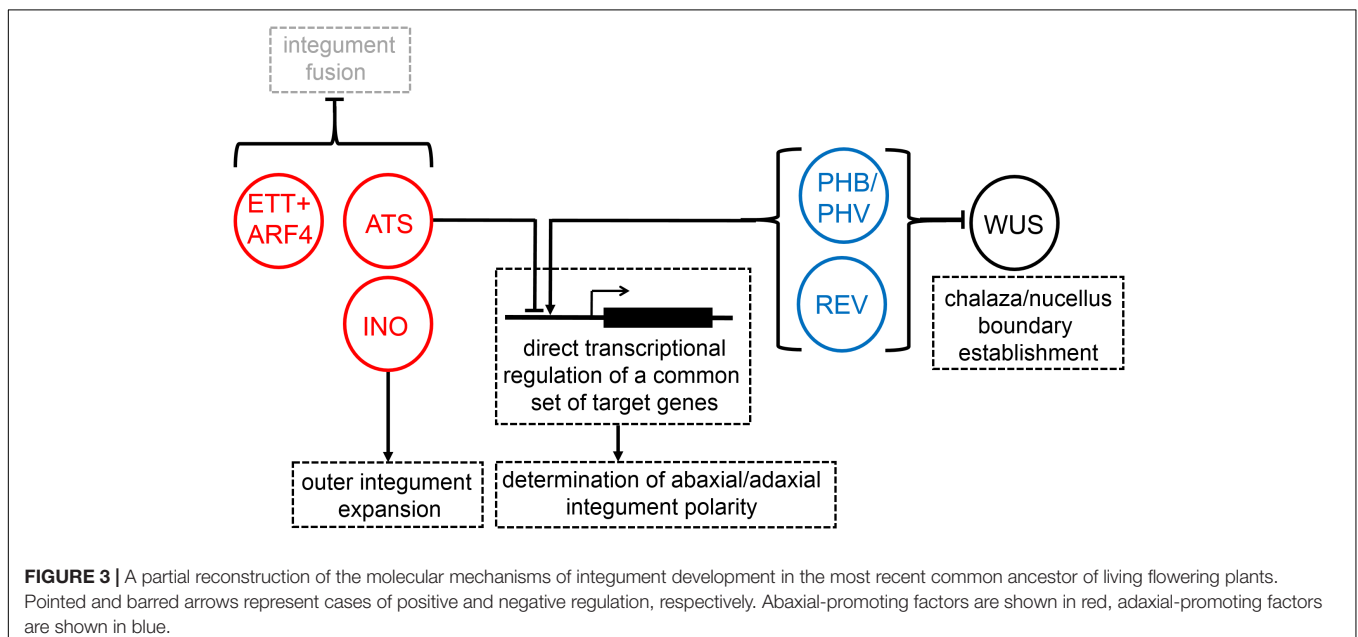 integument
fusion
ETT+
ARF4
ATS
INO
PHB/
PHV
REV
WUS
chalaza/nucellus
boundary
establishment
direct transcriptional
regulation of a common
set of target genes
outer integument
expansion
determination of abaxial/adaxial
integument polarity
FIGURE 3 | A partial reconstruction of the molecular mechanisms of integument development in the most recent common ancestor of living flowering plants.
Pointed and barred arrows represent cases of positive and negative regulation, respectively. Abaxial-promoting factors are shown in red, adaxial-promoting factors
are shown in blue.